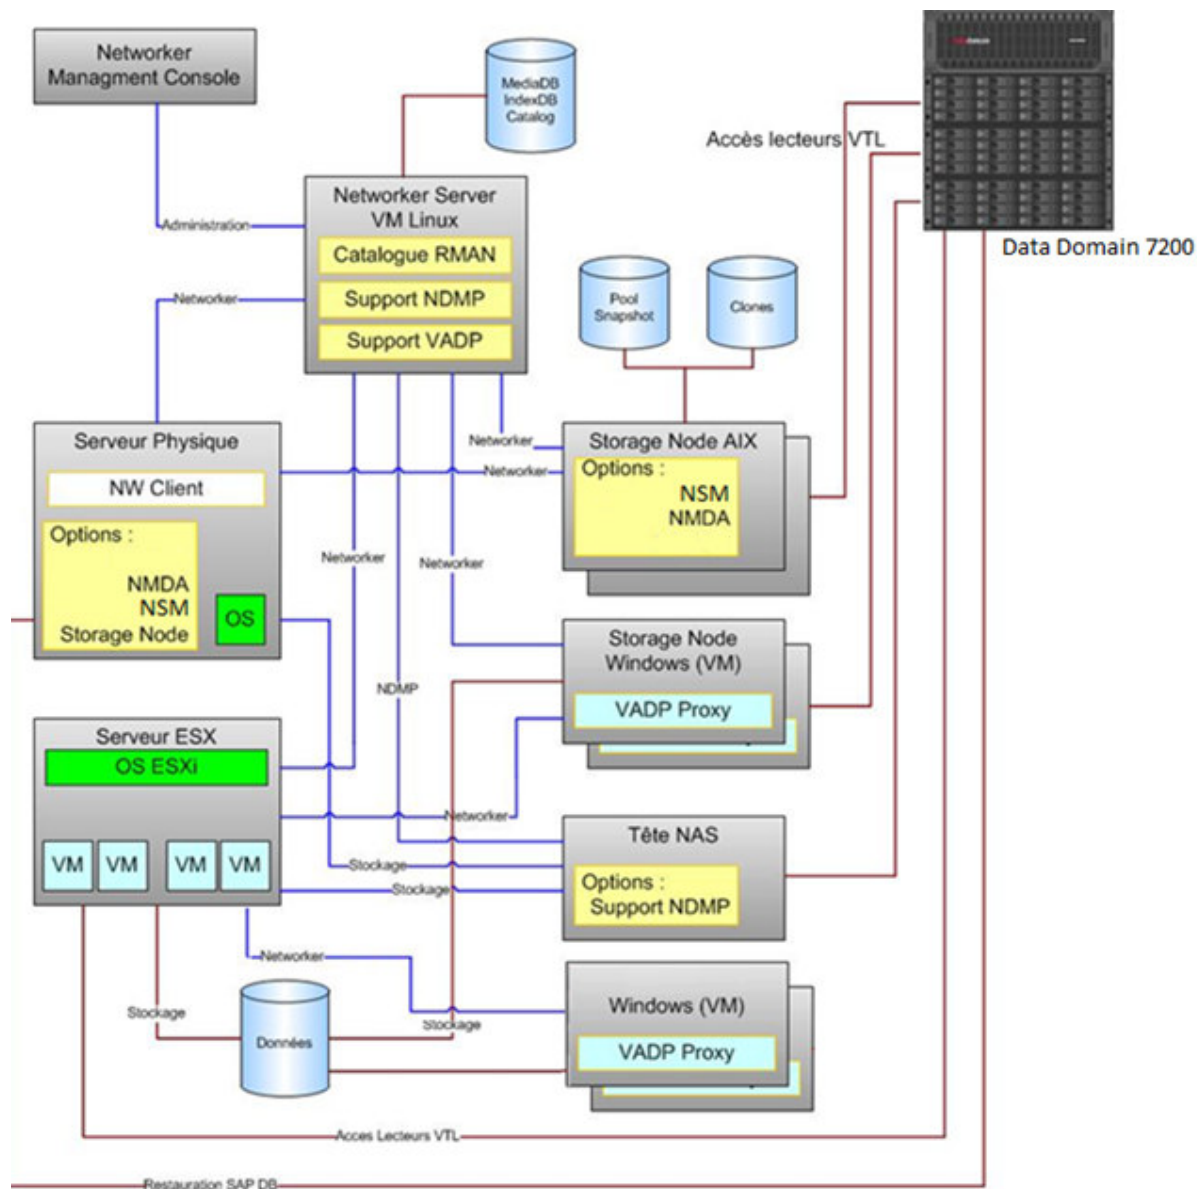 Networker
Managment Console
MediaDB
IndexDB
Catalog
Accès lecteurs VTL
Data Domain 7200
Networker Server
VM Linux
Catalogue RMAN
Support NDMP
Support VADP
Administration
Networker
Pool
Snapshot
Clones
Serveur Physique
NW Client
Options :
NMDA
NSM
Storage Node
OS
Networker
Networker
Storage Node AIX
Options :
NSM
NMDA
Networker
Networker
Storage Node
Windows (VM)
VADP Proxy
NDMP
Serveur ESX
OS ESXi
VM
VM
VM
VM
Networker
Stockage
Stockage
Tête NAS
Options :
Support NDMP
Networker
Stockage
Données
Stockage
Windows (VM)
VADP Proxy
Acces Lecteurs VTL
Restauration SAP DB